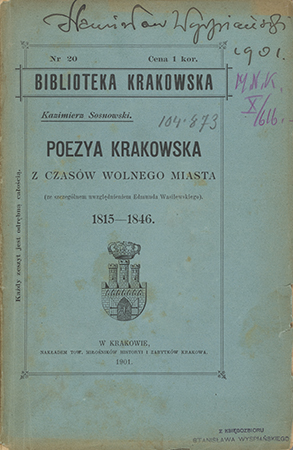 Stanisław Wyspiański
1901.
Nr 20 Cena 1 kor.
BIBLIOTEKA KRAKOWSKA
M.N.K.
X/616.
Kazimierz Sosnowski.
104.873
POEZYA KRAKOWSKA
Z CZASÓW WOLNEGO MIASTA
(ze szczególnem uwzględnieniem Edmunda Wasilewskiego).
1815—1846.
Każdy zeszyt jest odrębną całością.
W KRAKOWIE,
NAKŁADEM TOW. MIŁOŚNIKÓW HISTORYI I ZABYTKÓW KRAKOWA.
1901.
Z KSIĘGOZBIORU
STANISŁAWA WYSPIAŃSKIEGO